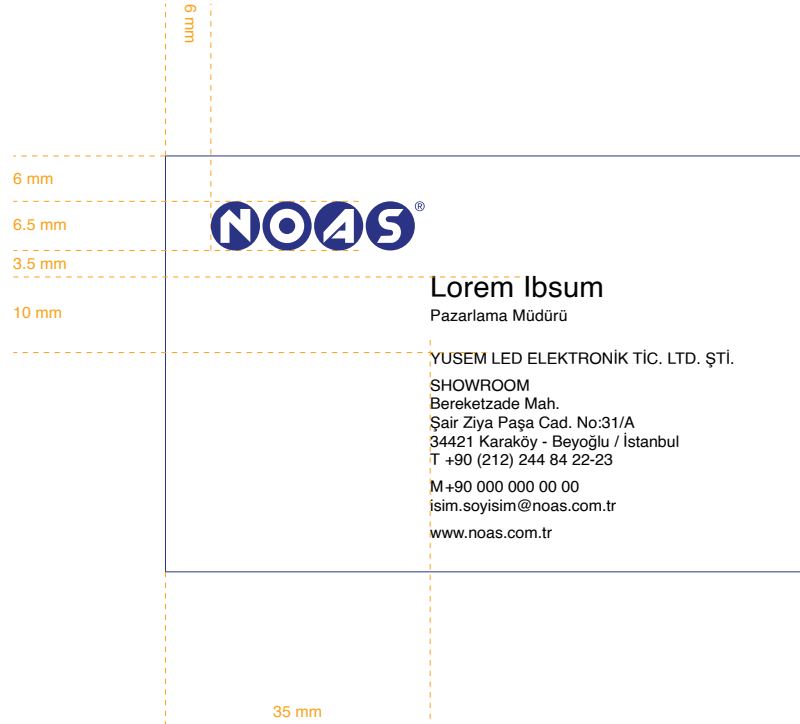 6 mm
6 mm
6.5 mm
NOAS®
3.5 mm
10 mm
Lorem Ibsum
Pazarlama Müdürü
YUSEM LED ELEKTRONİK TİC. LTD. ŞTİ.
SHOWROOM
Bereketzade Mah.
Şair Ziya Paşa Cad. No:31/A
34421 Karaköy - Beyoğlu / İstanbul
T +90 (212) 244 84 22-23
M+90 000 000 00 00
isim.soyisim@noas.com.tr
www.noas.com.tr
35 mm